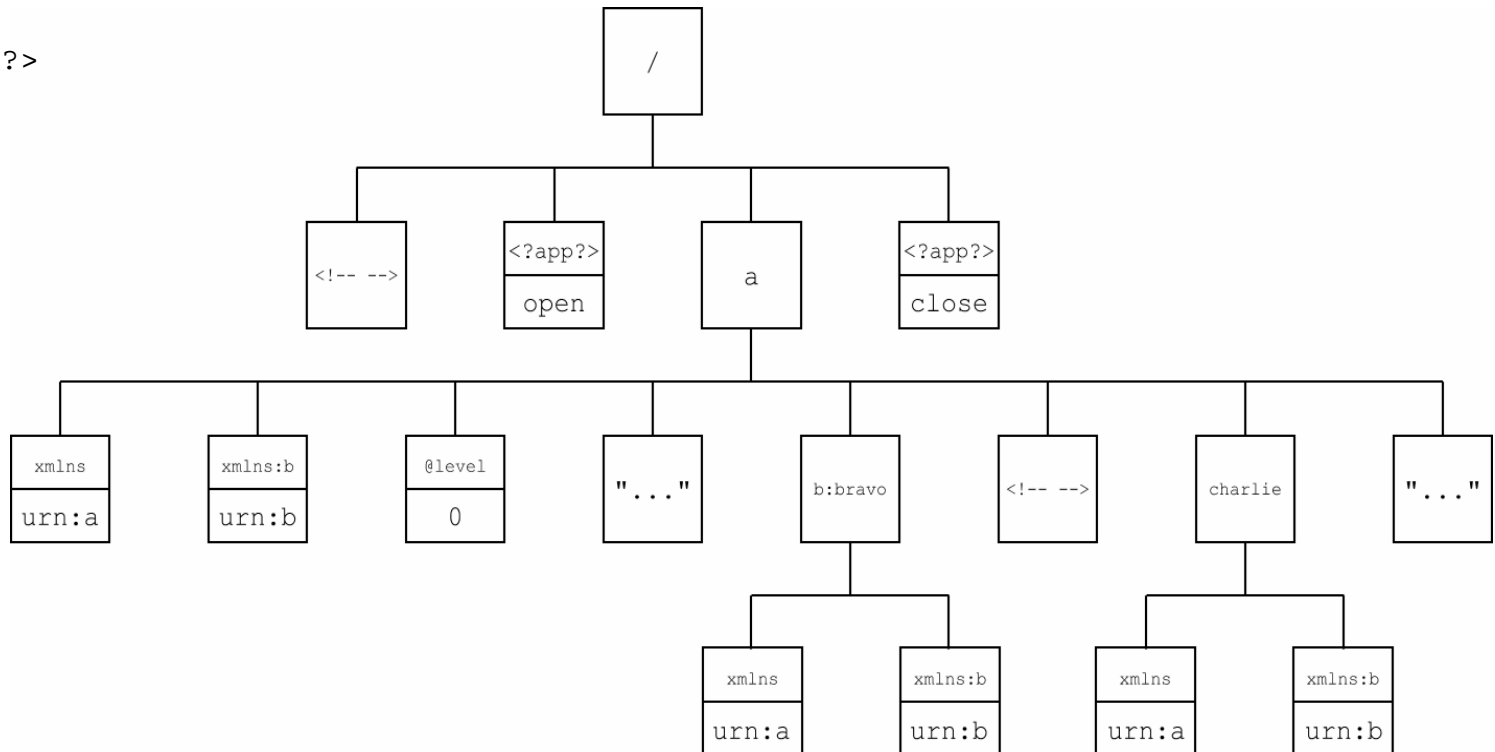 ?>
/
<!-- -->
<?app?>
open
a
<?app?>
close
xmlns
urn:a
xmlns:b
urn:b
@level
0
"..."
b:bravo
<!-- -->
charlie
"..."
xmlns
urn:a
xmlns:b
urn:b
xmlns
urn:a
xmlns:b
urn:b